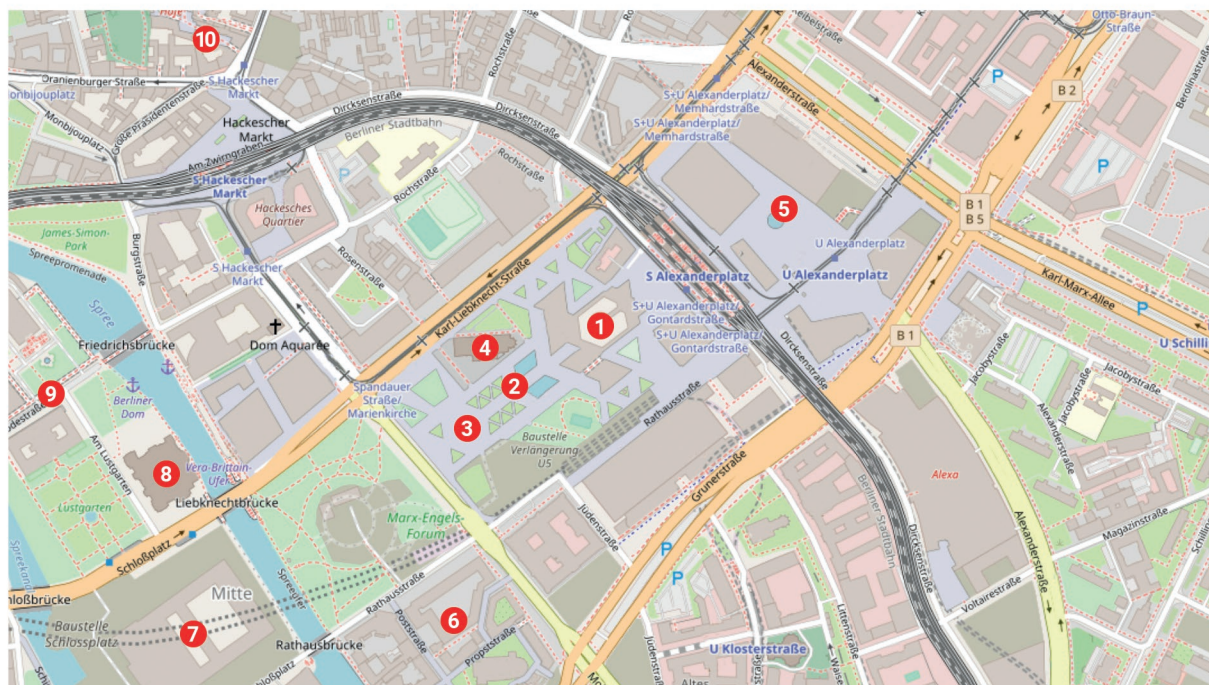 Höfe
10
Oranienburger Straße
S Hackescher
Markt
Monbijouplatz
Große Präsidentenstraße
Hackescher
Markt
Am Zwirngraben
S Hackescher
Markt
Dircksenstraße
Berliner Stadtbahn
P
Rochstraße
Dircksenstraße
Rochstraße
Rochstraße
Hackesches
Quartier
Rosenstraße
S Hackescher
Markt
James-Simon-
Park
Spreepromenade
Burgstraße
Spree
Friedrichsbrücke
Dom Aquarée
Berliner
Dom
9
Am Lustgarten
8
Lustgarten
Vera-Brittain-
Ufer
Liebknechtbrücke
Schloßplatz
Mitte
Baustelle
Schlossplatz
7
Spreeufer
Rathausbrücke
Karl-Liebknecht-Straße
Spandauer
Straße/
Marienkirche
4
2
3
1
Baustelle
Verlängerung
U5
Rathausstraße
Marx-Engels-
Forum
Rathausstraße
Poststraße
6
Propststraße
Judenstraße
Grunerstraße
P
P
Judenstraße
U Klosterstraße
Littenstraße
Altes
S+U Alexanderplatz/
Memhardstraße
S+U Alexanderplatz/
Memhardstraße
Alexanderstraße
5
U Alexanderplatz
S Alexanderplatz
U Alexanderplatz
S+U Alexanderplatz/
Gontardstraße
S+U Alexanderplatz/
Gontardstraße
Dircksenstraße
Berliner Stadtbahn
Dircksenstraße
Alexa
Alexanderstraße
Voltairestraße
Magazinstraße
Otto-Braun-
Straße
P
B 2
Berolinastraße
P
B 1
B 5
Karl-Marx-Allee
P
B 1
Jacobystraße
Jacobystraße
Jacobystraße
Alexanderstraße